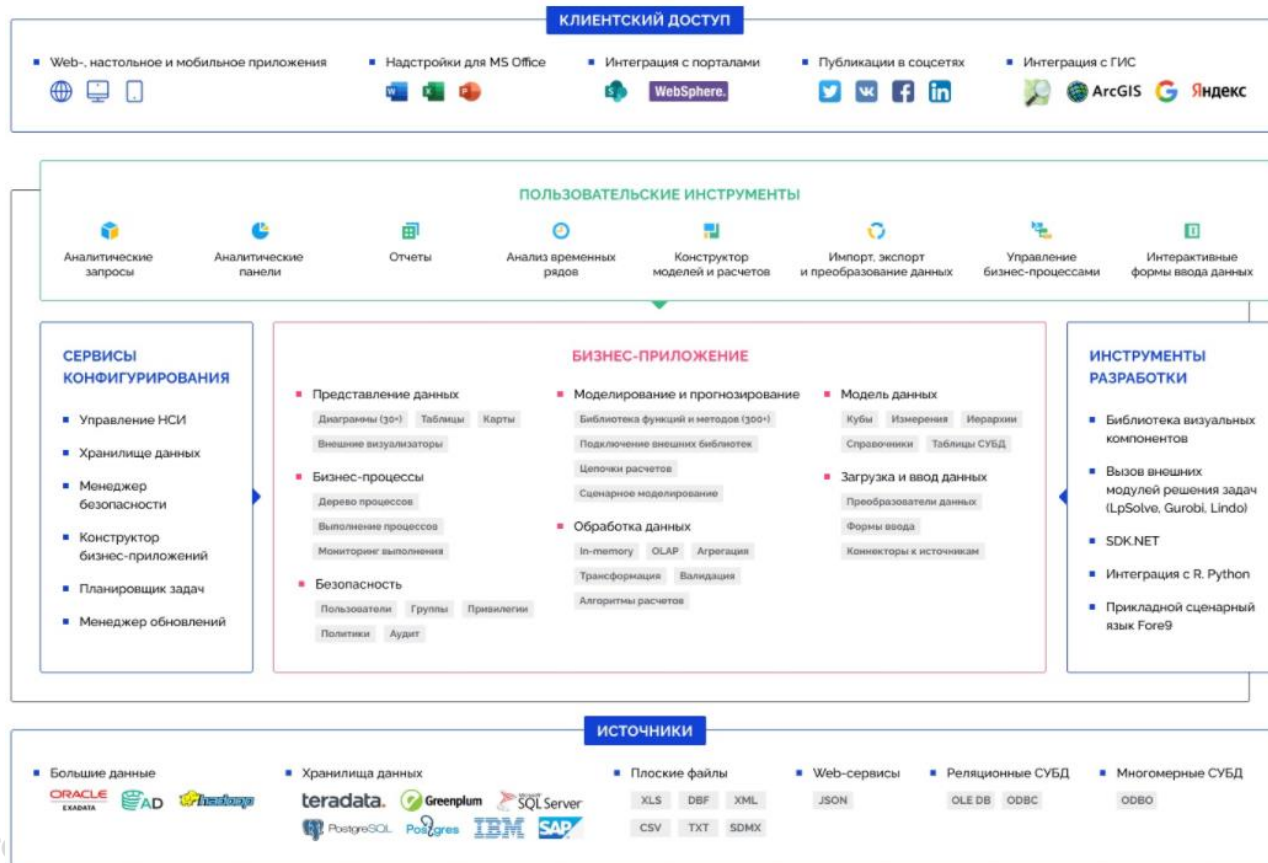 КЛИЕНТСКИЙ ДОСТУП
Web-, настольное и мобильное приложения
Надстройки для MS Office
Интеграция с порталами
WebSphere.
Публикации в соцсетях
Интеграция с ГИС
ArcGIS
Яндекс
ПОЛЬЗОВАТЕЛЬСКИЕ ИНСТРУМЕНТЫ
Аналитические
запросы
Аналитические
панели
Отчеты
Анализ временных
рядов
Конструктор
моделей и расчетов
Импорт, экспорт
и преобразование данных
Управление
бизнес-процессами
Интерактивные
формы ввода данных
СЕРВИСЫ
КОНФИГУРИРОВАНИЯ
Управление НСИ
Хранилище данных
Менеджер
безопасности
Конструктор
бизнес-приложений
Планировщик задач
Менеджер обновлений
БИЗНЕС-ПРИЛОЖЕНИЕ
Представление данных
Диаграммы (30+) Таблицы Карты
Внешние визуализаторы
Бизнес-процессы
Дерево процессов
Выполнение процессов
Мониторинг выполнения
Безопасность
Пользователи Группы Привилегии
Политики Аудит
Моделирование и прогнозирование
Библиотека функций и методов (300+)
Подключение внешних библиотек
Цепочки расчетов
Сценарное моделирование
Обработка данных
In-memory OLAP Агрегация
Трансформация Валидация
Алгоритмы расчетов
Модель данных
Кубы Измерения Иерархии
Справочники Таблицы СУБД
Загрузка и ввод данных
Преобразователи данных
Формы ввода
Коннекторы к источникам
ИНСТРУМЕНТЫ
РАЗРАБОТКИ
Библиотека визуальных
компонентов
Вызов внешних
модулей решения задач
(LpSolve, Gurobi, Lindo)
SDK.NET
Интеграция с R. Python
Прикладной сценарный
язык Fore9
ИСТОЧНИКИ
Большие данные
ORACLE
EXADATA
AD
hadoop
Хранилища данных
teradata.
Greenplum
Microsoft
SQL Server
PostgreSQL
Postgres
IBM
SAP
Плоские файлы
XLS DBF XML
CSV TXT SDMX
Web-сервисы
JSON
Реляционные СУБД
OLE DB ODBC
Многомерные СУБД
ODBO